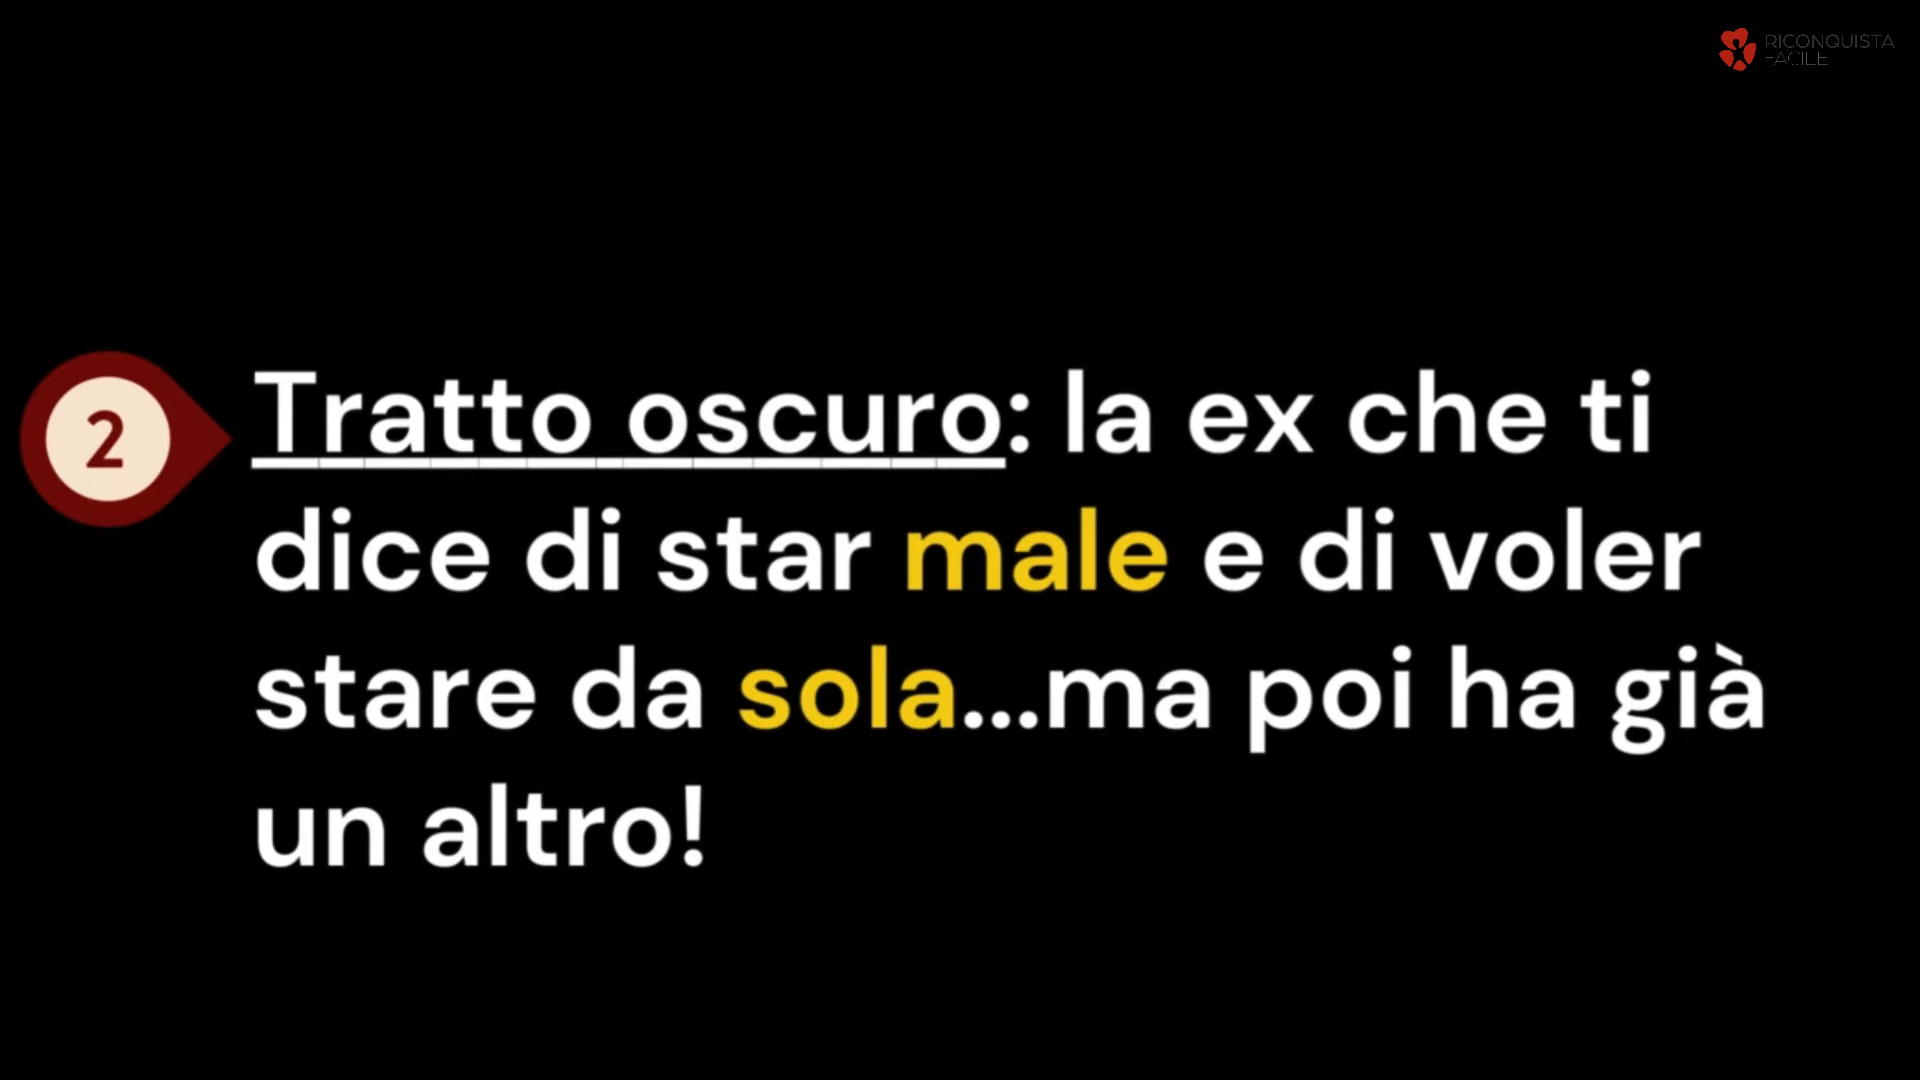 RICONQUISTA
FACILE
2
Tratto oscuro: la ex che ti
dice di star male e di voler
stare da sola...ma poi ha già
un altro!